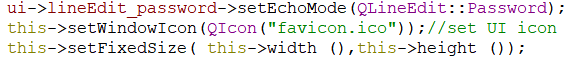 ui->lineEdit_password->setEchoMode(QLineEdit::Password);
this->setWindowIcon(QIcon("favicon.ico"));//set UI icon
this->setFixedSize( this->width (),this->height ());